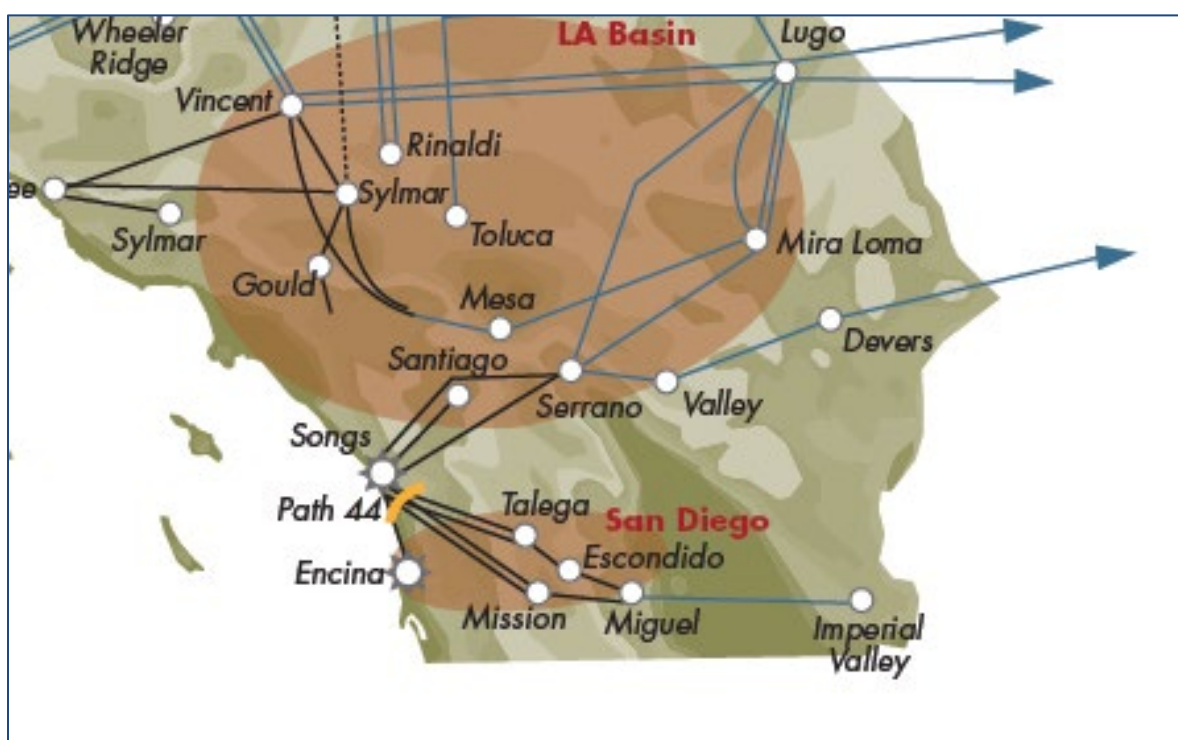 Wheeler
Ridge
LA Basin
Lugo
Vincent
Rinaldi
ee
Sylmar
Sylmar
Toluca
Mira Loma
Gould
Mesa
Devers
Santiago
Serrano
Valley
Songs
Path 44
Talega
San Diego
Escondido
Encina
Mission
Miguel
Imperial
Valley